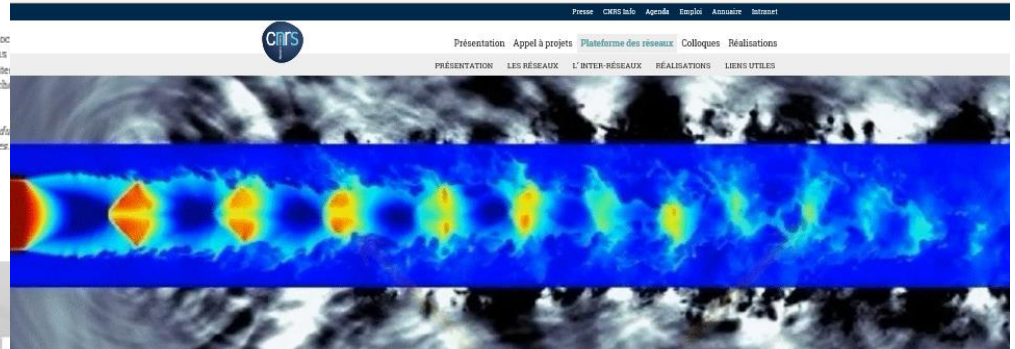 Presse CNRS Info Agenda Emploi Annuaire Intranet
cnrs
Présentation Appel à projets Plateforme des réseaux Colloques Réalisations
PRÉSENTATION LES RÉSEAUX L'INTER-RÉSEAUX RÉALISATIONS LIENS UTILES